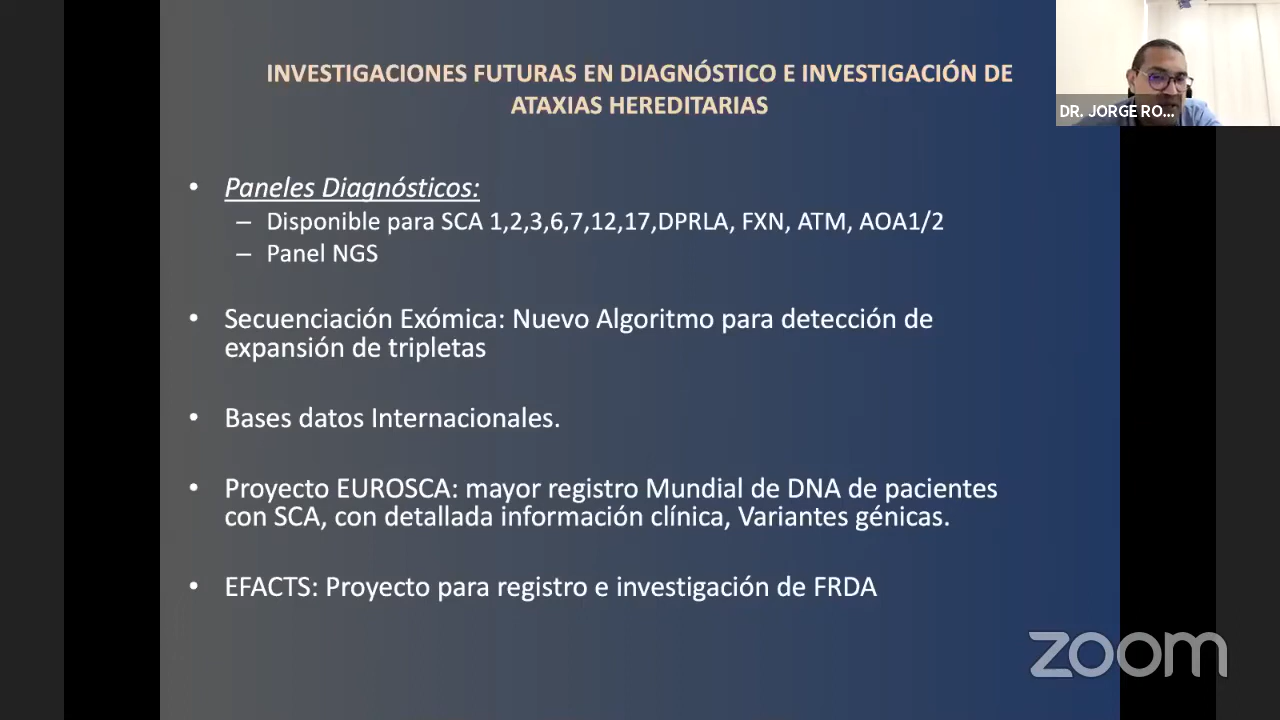 INVESTIGACIONES FUTURAS EN DIAGNÓSTICO E INVESTIGACIÓN DE
ATAXIAS HEREDITARIAS
DR. JORGE RO...
• Paneles Diagnósticos:
– Disponible para SCA 1,2,3,6,7,12,17,DPRLA, FXN, ATM, AOA1/2
– Panel NGS
• Secuenciación Exómica: Nuevo Algoritmo para detección de
expansión de tripletas
• Bases datos Internacionales.
• Proyecto EUROSCA: mayor registro Mundial de DNA de pacientes
con SCA, con detallada información clínica, Variantes génicas.
• EFACTS: Proyecto para registro e investigación de FRDA
zoom